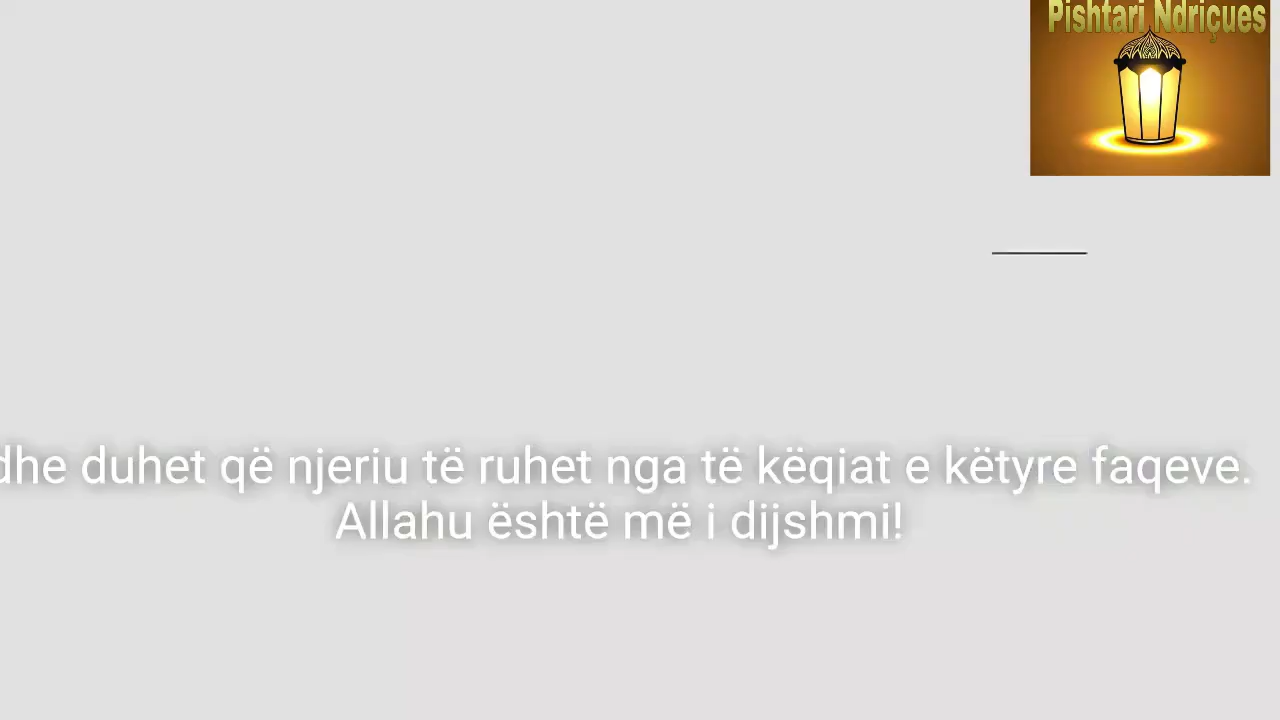 Pishtari Ndriçues
dhe duhet që njeriu të ruhet nga të këqiat e këtyre faqeve.
Allahu është më i dijshmi!